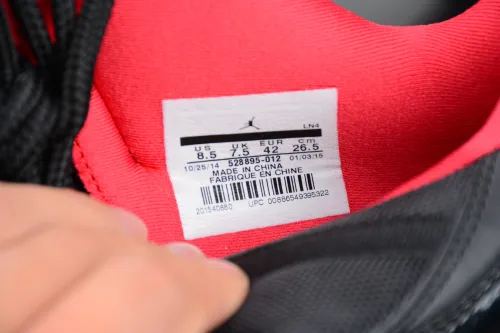 LN4
US UK EUR cm
8.5 7.5 42 26.5
10/25/14 528895-012 01/03/15
MADE IN CHINA
FABRIQUE EN CHINE
201540880 UPC 00886549395322